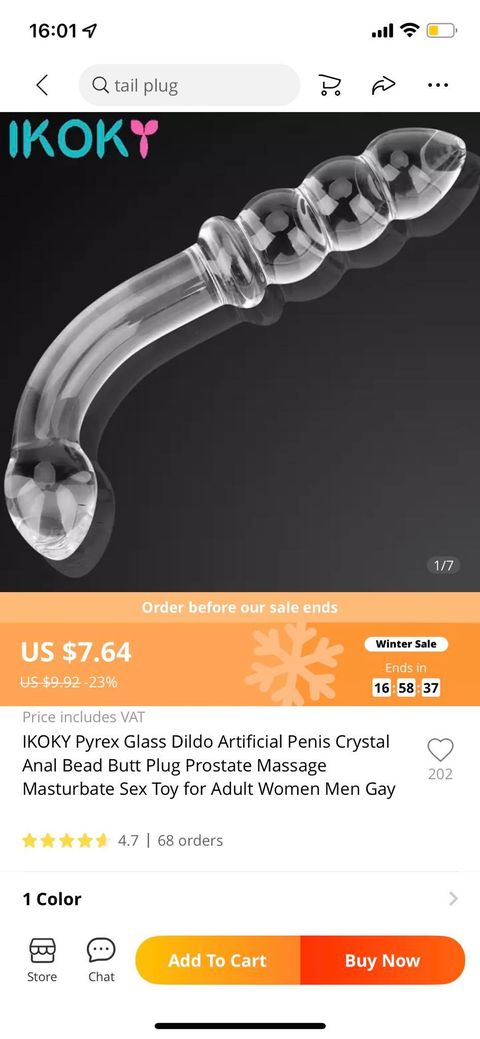 16:01
tail plug
IKOKY
1/7
Order before our sale ends
US $7.64
Winter Sale
US $9.92 -23%
Ends in
16:58:37
Price includes VAT
IKOKY Pyrex Glass Dildo Artificial Penis Crystal
Anal Bead Butt Plug Prostate Massage
Masturbate Sex Toy for Adult Women Men Gay
202
4.7 | 68 orders
1 Color
Store
Chat
Add To Cart
Buy Now